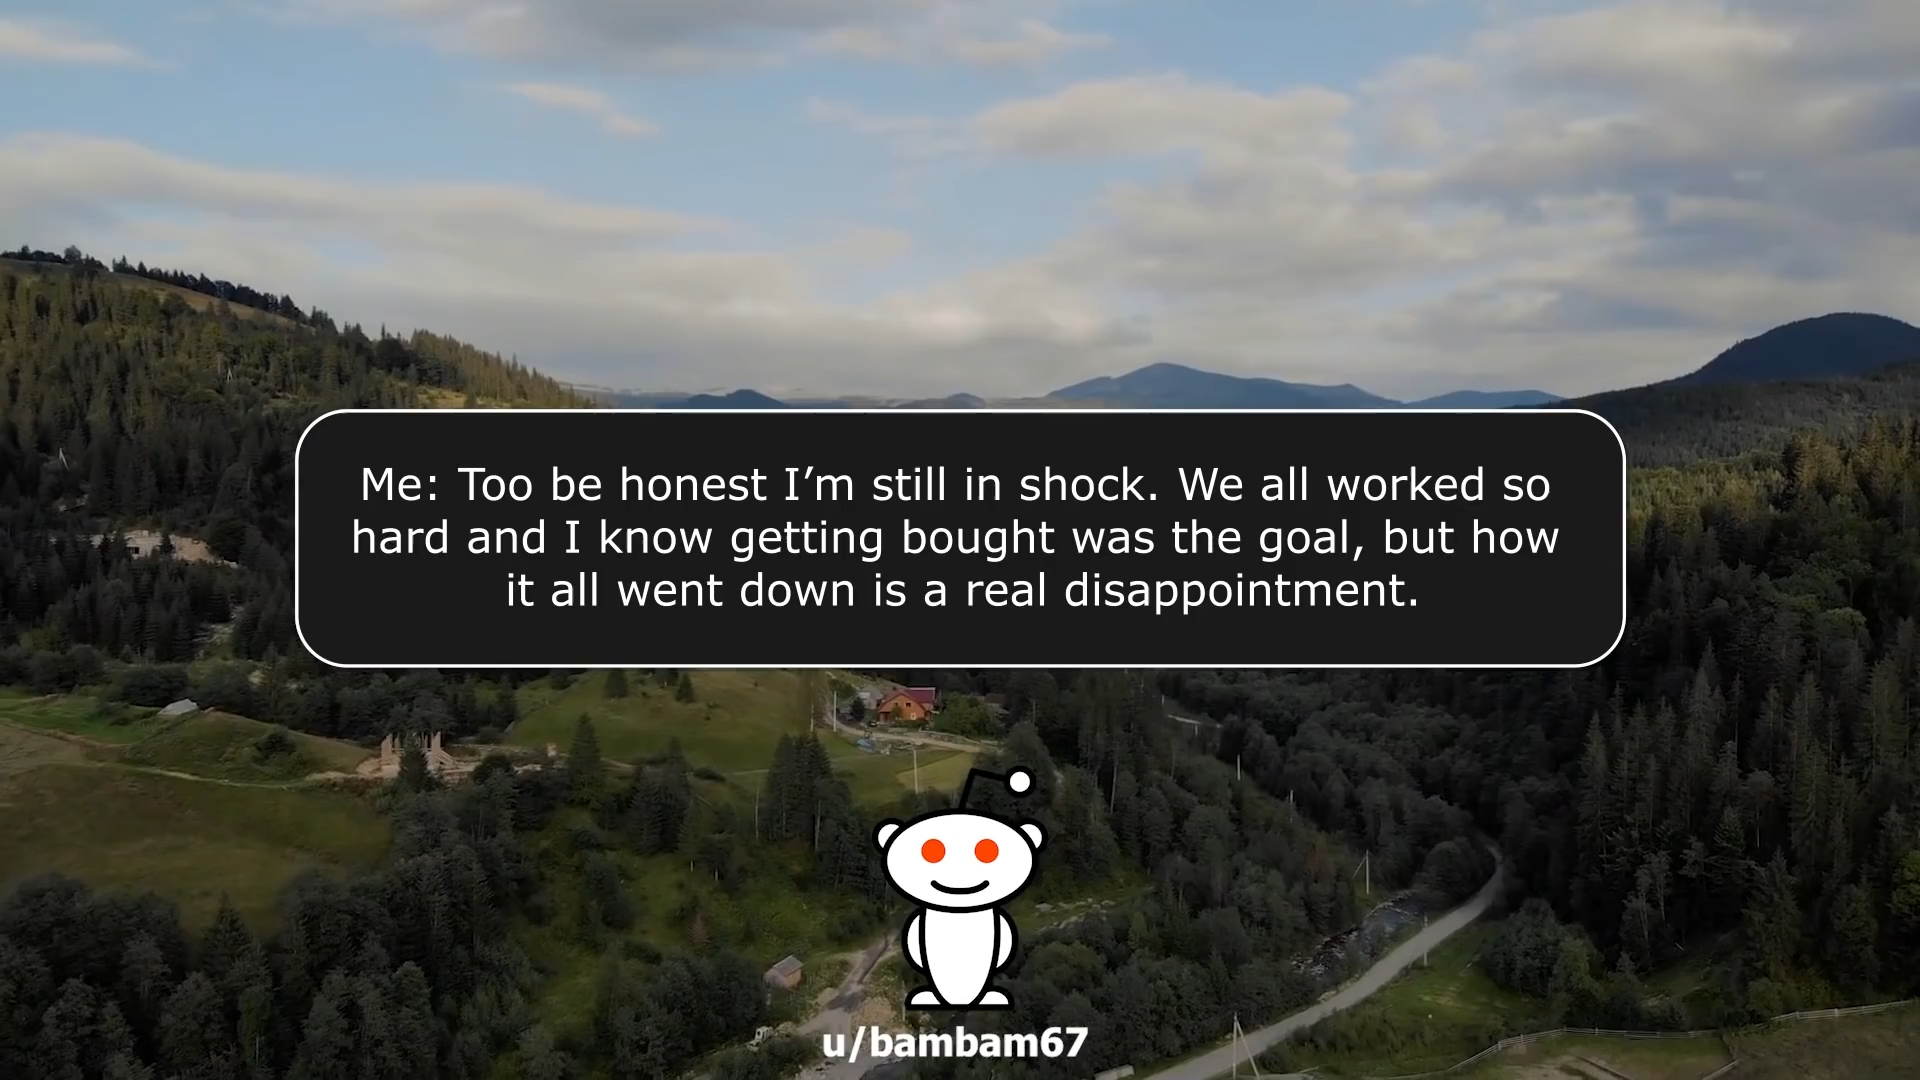 Me: Too be honest I’m still in shock. We all worked so
hard and I know getting bought was the goal, but how
it all went down is a real disappointment.
u/bambam67